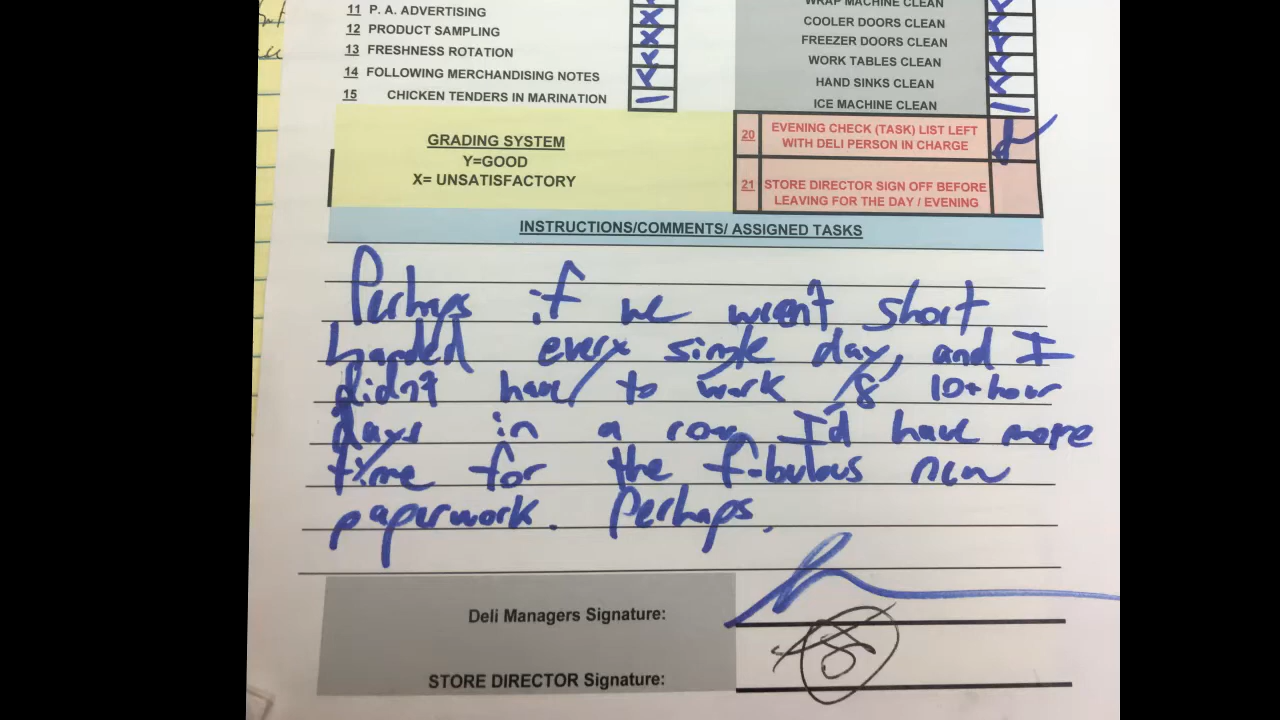 11 P. A. ADVERTISING
12 PRODUCT SAMPLING
13 FRESHNESS ROTATION
14 FOLLOWING MERCHANDISING NOTES
15 CHICKEN TENDERS IN MARINATION
WRAP MACHINE CLEAN
COOLER DOORS CLEAN
FREEZER DOORS CLEAN
WORK TABLES CLEAN
HAND SINKS CLEAN
ICE MACHINE CLEAN
GRADING SYSTEM
Y=GOOD
X= UNSATISFACTORY
20 EVENING CHECK (TASK) LIST LEFT
WITH DELI PERSON IN CHARGE
21 STORE DIRECTOR SIGN OFF BEFORE
LEAVING FOR THE DAY / EVENING
INSTRUCTIONS/COMMENTS/ ASSIGNED TASKS
Perhaps if we weren't short
handed every single day, and I
didn't have to work 8 10+hour
days in a row I'd have more
time for the fabulous new
paperwork. Perhaps.
Deli Managers Signature:
STORE DIRECTOR Signature: